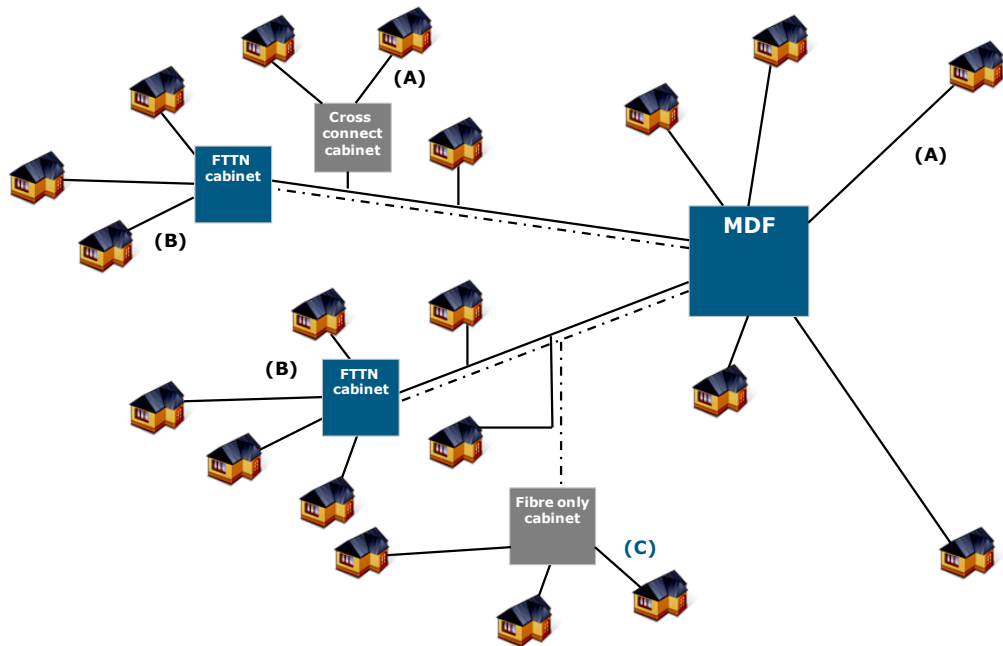 (A)
Cross
connect
cabinet
FTTN
cabinet
(A)
(B)
MDF
(B)
FTTN
cabinet
Fibre only
cabinet
(C)